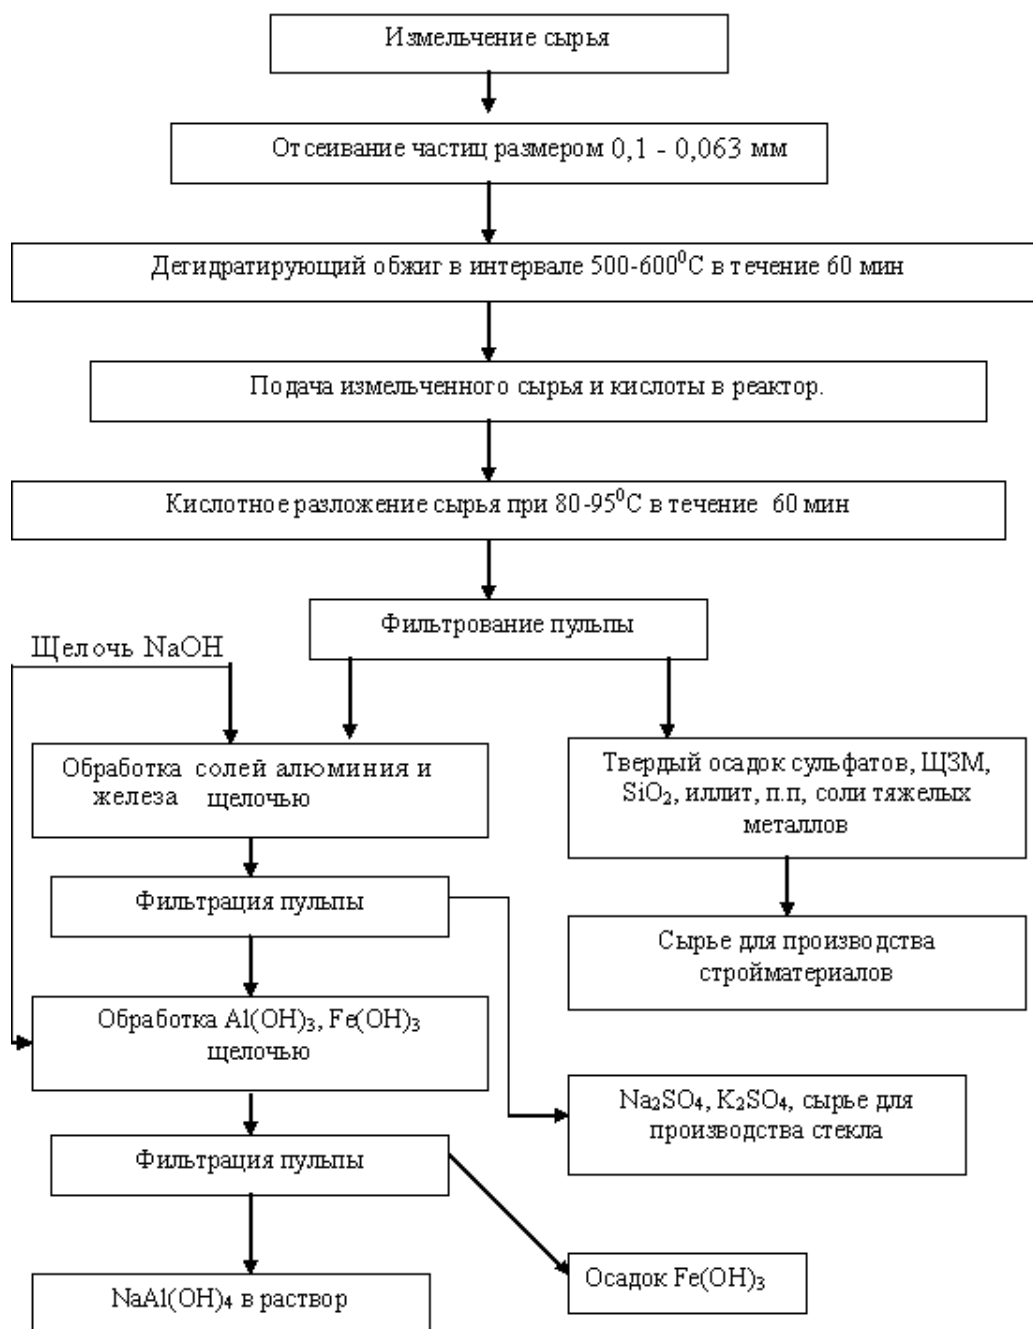 Измельчение сырья
Отсеивание частиц размером 0,1 - 0,063 мм
Дегидратирующий обжиг в интервале 500-600⁰С в течение 60 мин
Подача измельченного сырья и кислоты в реактор.
Кислотное разложение сырья при 80-95⁰С в течение 60 мин
Фильтрование пульпы
Щелочь NaOH
Обработка солей алюминия и
железа щелочью
Твердый осадок сульфатов, ЩЗМ,
SiO₂, иллит, п.п, соли тяжелых
металлов
Фильтрация пульпы
Сырье для производства
стройматериалов
Обработка Al(OH)₃, Fe(OH)₃
щелочью
Na₂SO₄, K₂SO₄, сырье для
производства стекла
Фильтрация пульпы
Осадок Fe(OH)₃
NaAl(OH)₄ в раствор